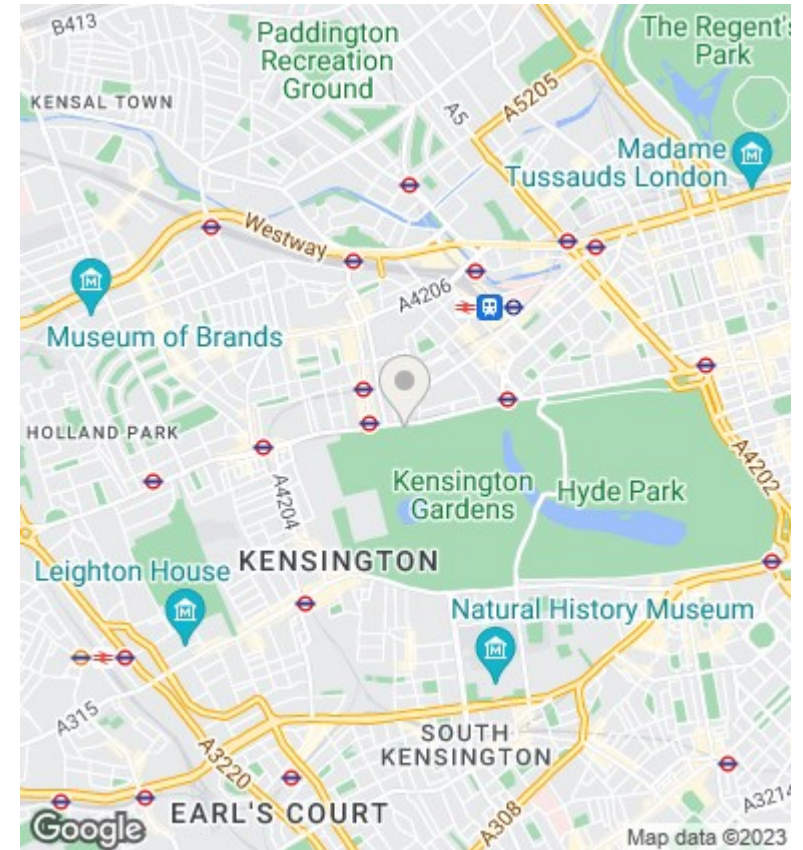 B413
Paddington
Recreation
Ground
The Regent's
Park
KENSAL TOWN
A5
A5205
Madame
Tussauds London
Westway
A4206
Museum of Brands
HOLLAND PARK
A4204
Kensington
Gardens
Hyde Park
A4202
KENSINGTON
Leighton House
Natural History Museum
A315
SOUTH
KENSINGTON
A3220
EARL'S COURT
A308
A3214
Google
Map data ©2023